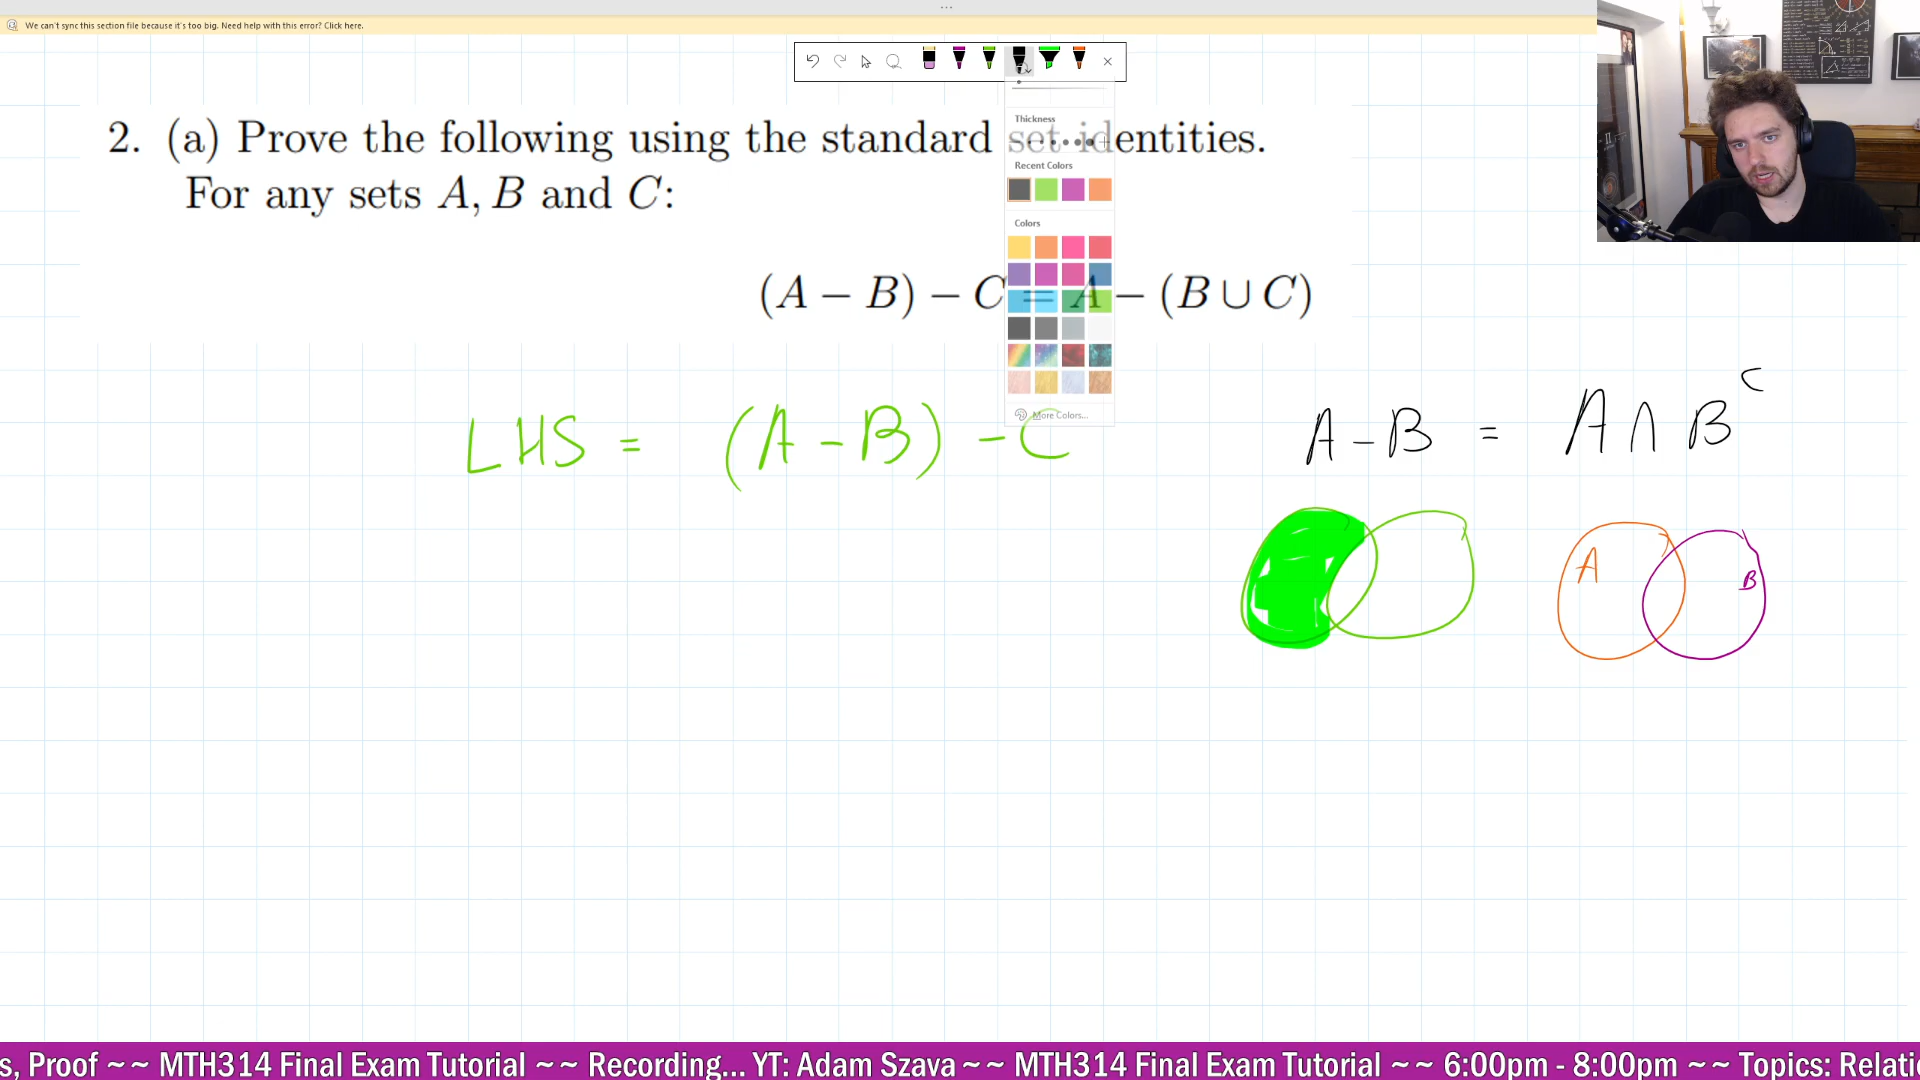 We can't sync this section file because it's too big. Need help with this error? Click here.
2. (a) Prove the following using the standard set identities.
For any sets A, B and C:
(A − B) − C = A − (B ∪ C)
Thickness
Recent Colors
Colors
More Colors...
LHS = (A - B) - C
A - B = A ∩ B^C
A
B
s, Proof ~~ MTH314 Final Exam Tutorial ~~ Recording... YT: Adam Szava ~~ MTH314 Final Exam Tutorial ~~ 6:00pm - 8:00pm ~~ Topics: Relatio